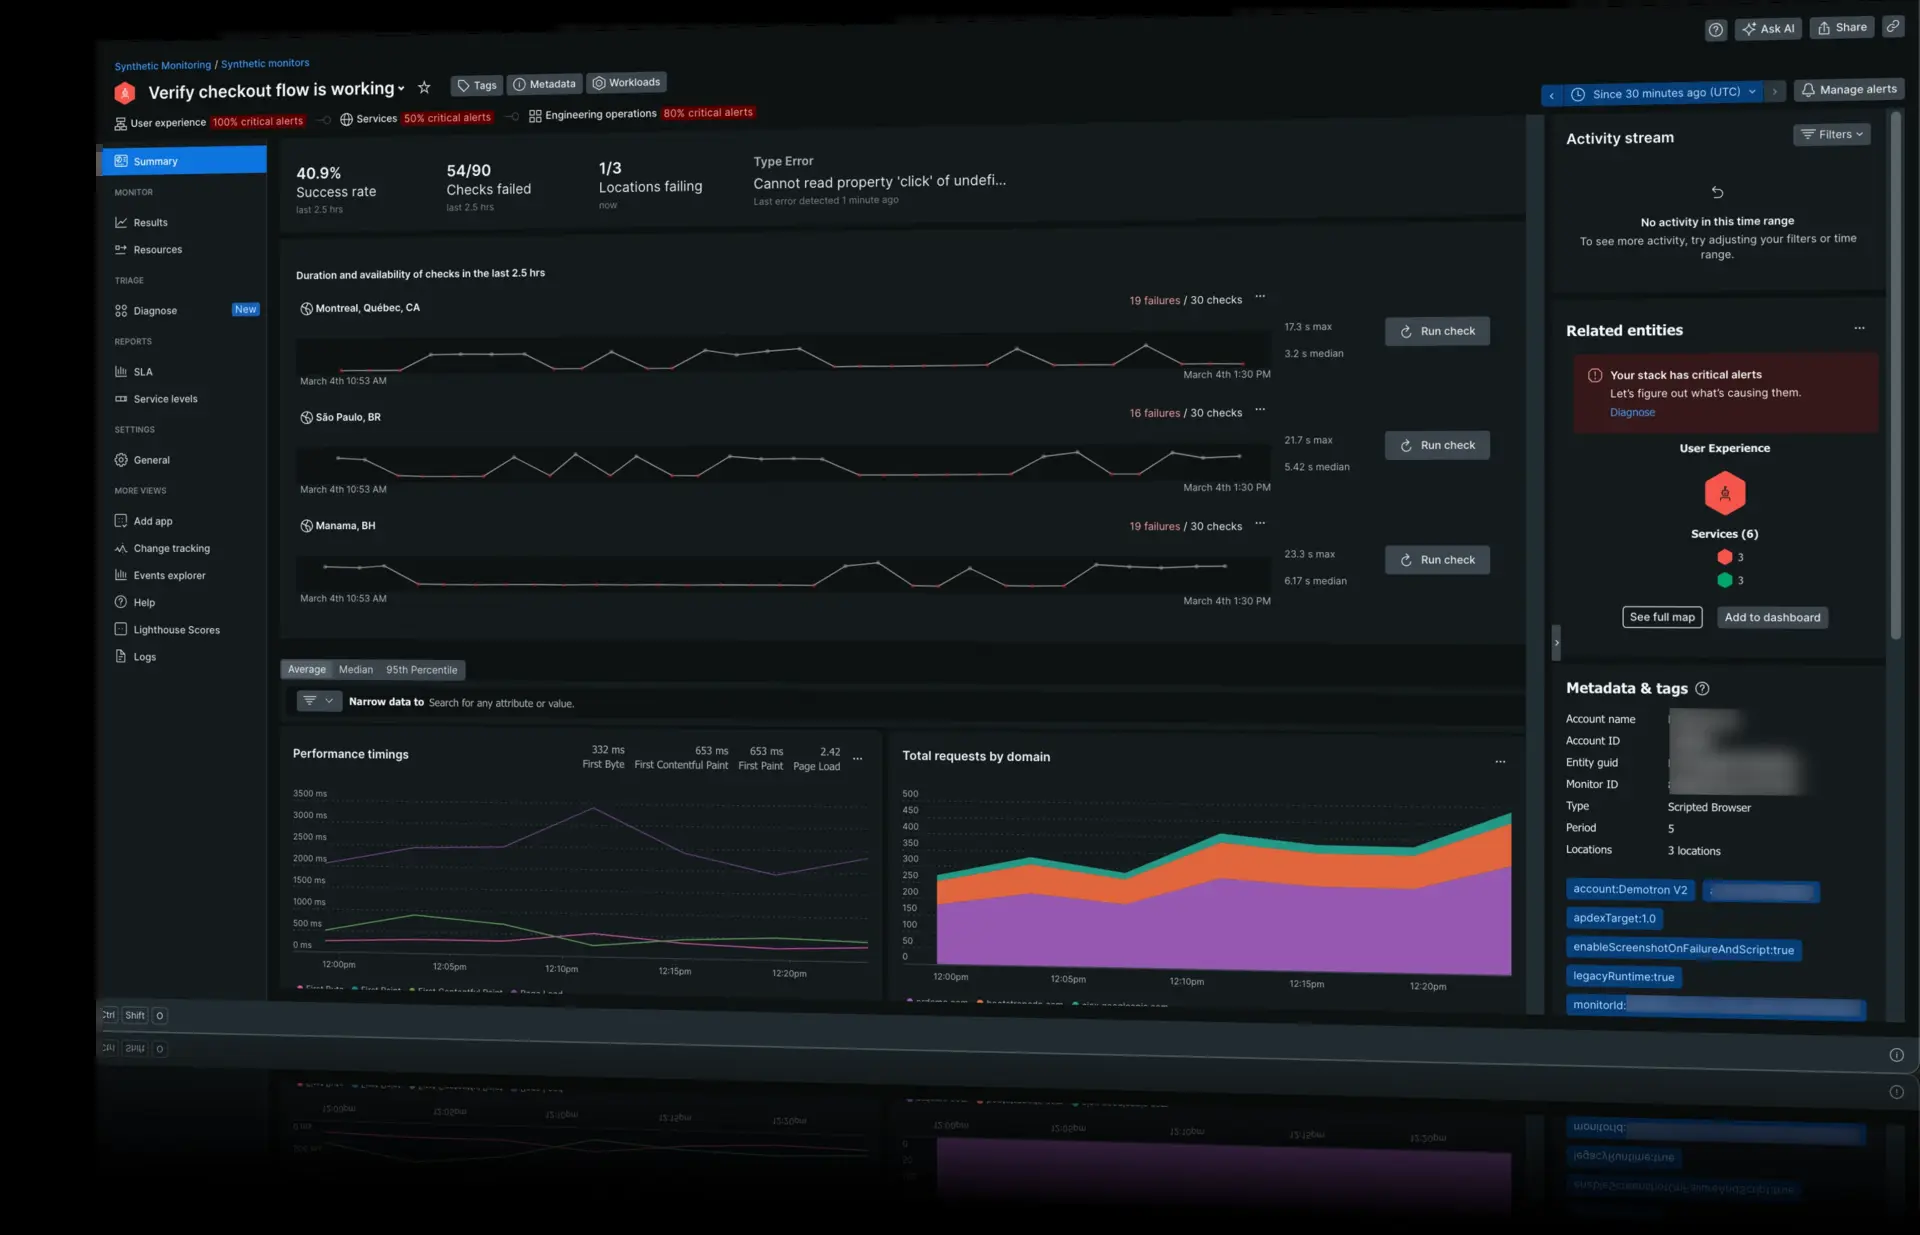 Ask AI
Share
Synthetic Monitoring / Synthetic monitors
Verify checkout flow is working
Tags
Metadata
Workloads
Since 30 minutes ago (UTC)
Manage alerts
User experience 100% critical alerts
Services 50% critical alerts
Engineering operations 80% critical alerts
Summary
MONITOR
Results
Resources
TRIAGE
Diagnose New
REPORTS
SLA
Service levels
SETTINGS
General
MORE VIEWS
Add app
Change tracking
Events explorer
Help
Lighthouse Scores
Logs
40.9%
Success rate
last 2.5 hrs
54/90
Checks failed
last 2.5 hrs
1/3
Locations failing
now
Type Error
Cannot read property 'click' of undefi...
Last error detected 1 minute ago
Duration and availability of checks in the last 2.5 hrs
Montreal, Québec, CA
19 failures / 30 checks
17.3 s max
3.2 s median
Run check
March 4th 10:53 AM
March 4th 1:30 PM
São Paulo, BR
16 failures / 30 checks
21.7 s max
5.42 s median
Run check
March 4th 10:53 AM
March 4th 1:30 PM
Manama, BH
19 failures / 30 checks
23.3 s max
6.17 s median
Run check
March 4th 10:53 AM
March 4th 1:30 PM
Average Median 95th Percentile
Narrow data to Search for any attribute or value.
Performance timings
332 ms
First Byte
653 ms
First Contentful Paint
653 ms
First Paint
2.42
Page Load
3500 ms
3000 ms
2500 ms
2000 ms
1500 ms
1000 ms
500 ms
0 ms
12:00pm 12:05pm 12:10pm 12:15pm 12:20pm
First Byte First Paint First Contentful Paint Page Load
Total requests by domain
500
450
400
350
300
250
200
150
100
50
0
12:00pm 12:05pm 12:10pm 12:15pm 12:20pm
Activity stream
Filters
No activity in this time range
To see more activity, try adjusting your filters or time
range.
Related entities
Your stack has critical alerts
Let's figure out what's causing them.
Diagnose
User Experience
Services (6)
3
3
See full map
Add to dashboard
Metadata & tags
Account name
Account ID
Entity guid
Monitor ID
Type Scripted Browser
Period 5
Locations 3 locations
account:Demotron V2
apdexTarget:1.0
enableScreenshotOnFailureAndScript:true
legacyRuntime:true
monitorId:
Ctrl Shift O